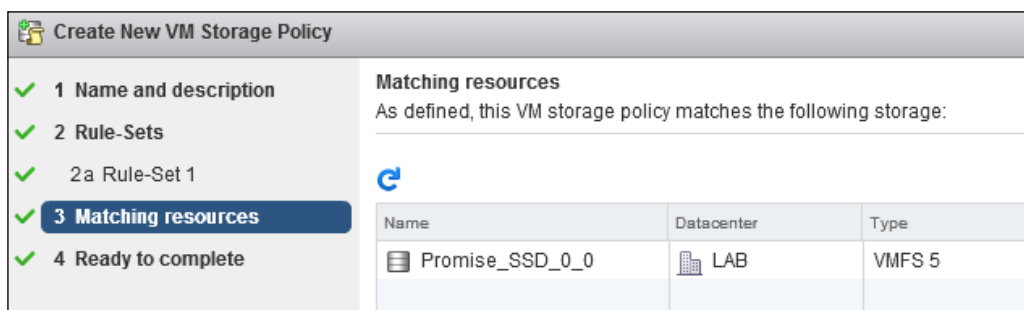 Create New VM Storage Policy
1 Name and description
2 Rule-Sets
2a Rule-Set 1
3 Matching resources
4 Ready to complete
Matching resources
As defined, this VM storage policy matches the following storage:
Name Datacenter Type
Promise_SSD_0_0 LAB VMFS 5